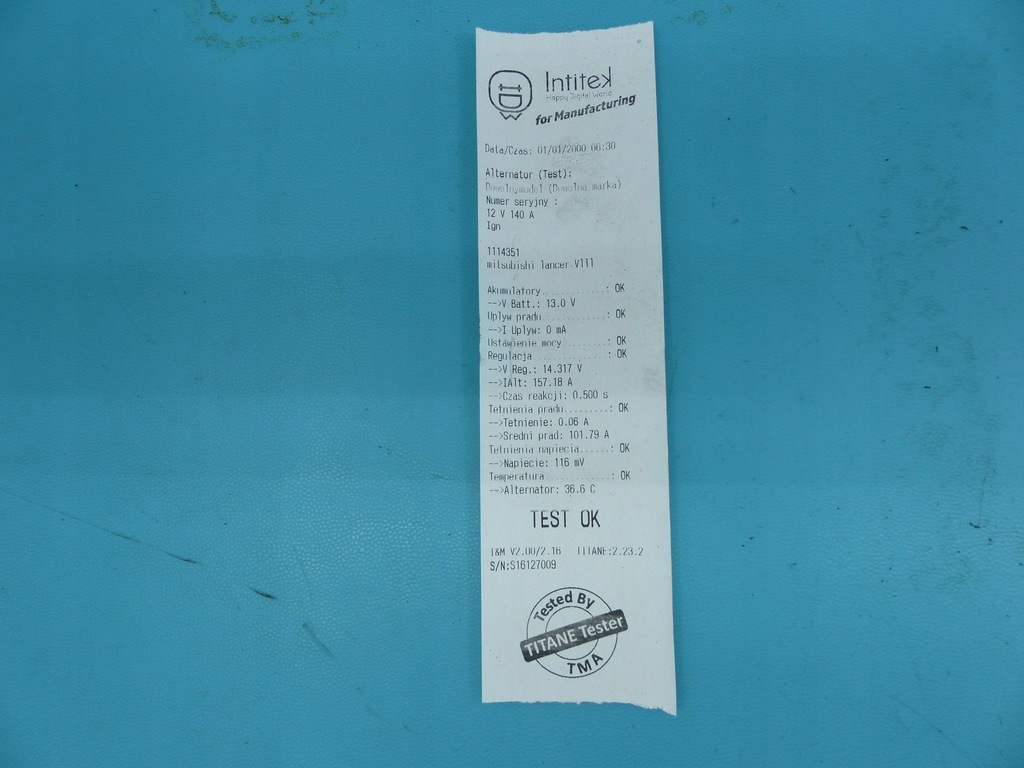 Intitek
Happy Digital World
for Manufacturing
Data/Czas: 01/01/2000 06:30
Alternator (Test):
Dowolnymodel (Dowolna marka)
Numer seryjny :
12 V 140 A
Ign
1114351
mitsubishi lancer V111
Akumulatory............: OK
-->V Batt.: 13.0 V
Uplyw pradu............: OK
-->I Uplyw: 0 mA
Ustawienie mocy........: OK
Regulacja..............: OK
-->V Reg.: 14.317 V
-->IAlt: 157.18 A
-->Czas reakcji: 0.500 s
Tetnienia pradu.........: OK
-->Tetnienie: 0.06 A
-->Sredni prad: 101.79 A
Tetnienia napiecia......: OK
-->Napiecie: 116 mV
Temperatura............: OK
-->Alternator: 36.6 C
TEST OK
I&M V2.00/2.16 TITANE:2.23.2
S/N:S16127009
Tested By
TITANE Tester
TMA